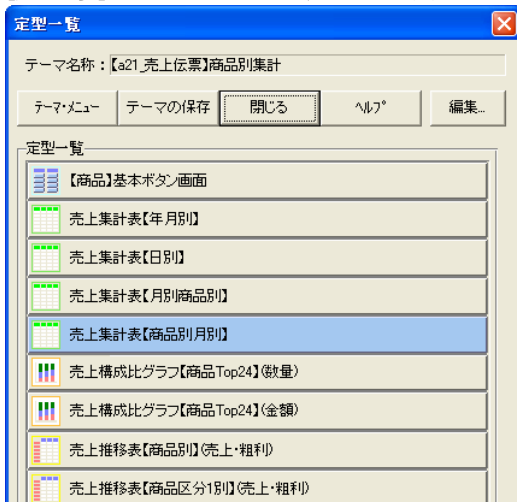 定型一覧
テーマ名称：【a21_売上伝票】商品別集計
ﾃｰﾏ･ﾒﾆｭｰ テーマの保存 閉じる ﾍﾙﾌﾟ 編集...
定型一覧
【商品】基本ボタン画面
売上集計表【年月別】
売上集計表【日別】
売上集計表【月別商品別】
売上集計表【商品別月別】
売上構成比グラフ【商品Top24】(数量)
売上構成比グラフ【商品Top24】(金額)
売上推移表【商品別】(売上･粗利)
売上推移表【商品区分1別】(売上･粗利)